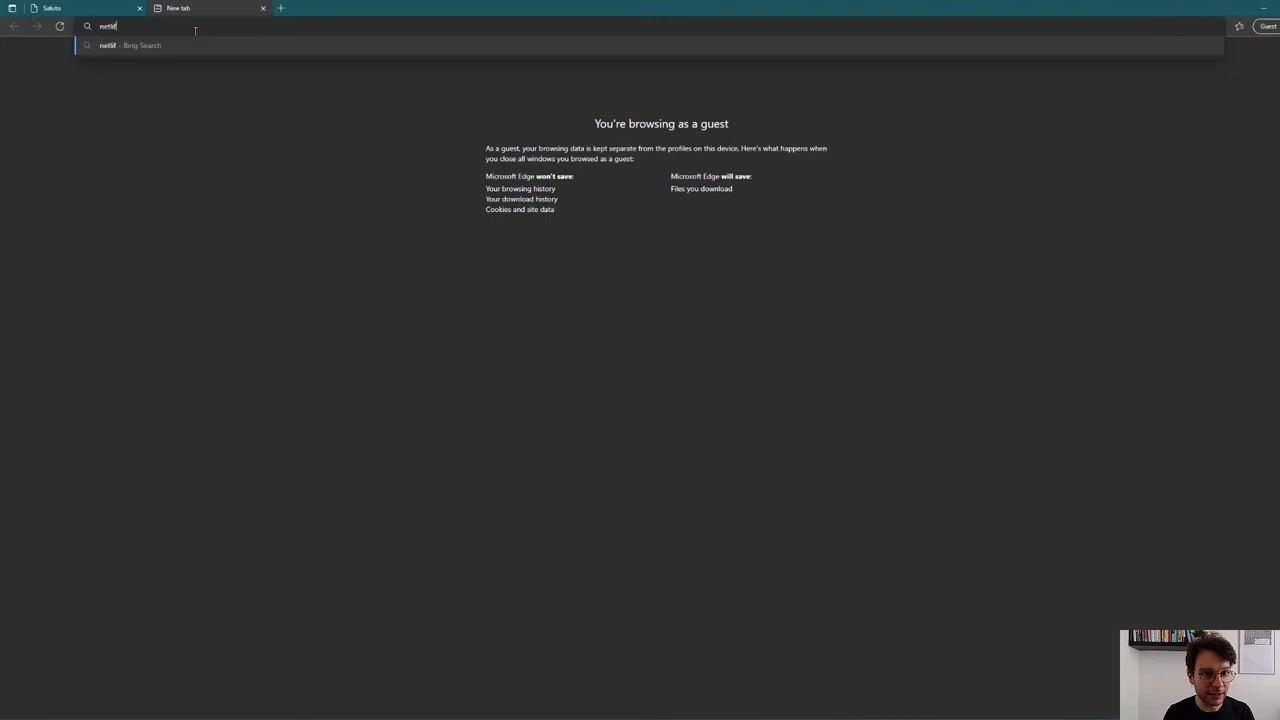 Saluto
New tab
netlif
Guest
netlif - Bing Search
You're browsing as a guest
As a guest, your browsing data is kept separate from the profiles on this device. Here's what happens when
you close all windows you browsed as a guest:
Microsoft Edge won't save:
Your browsing history
Your download history
Cookies and site data
Microsoft Edge will save:
Files you download